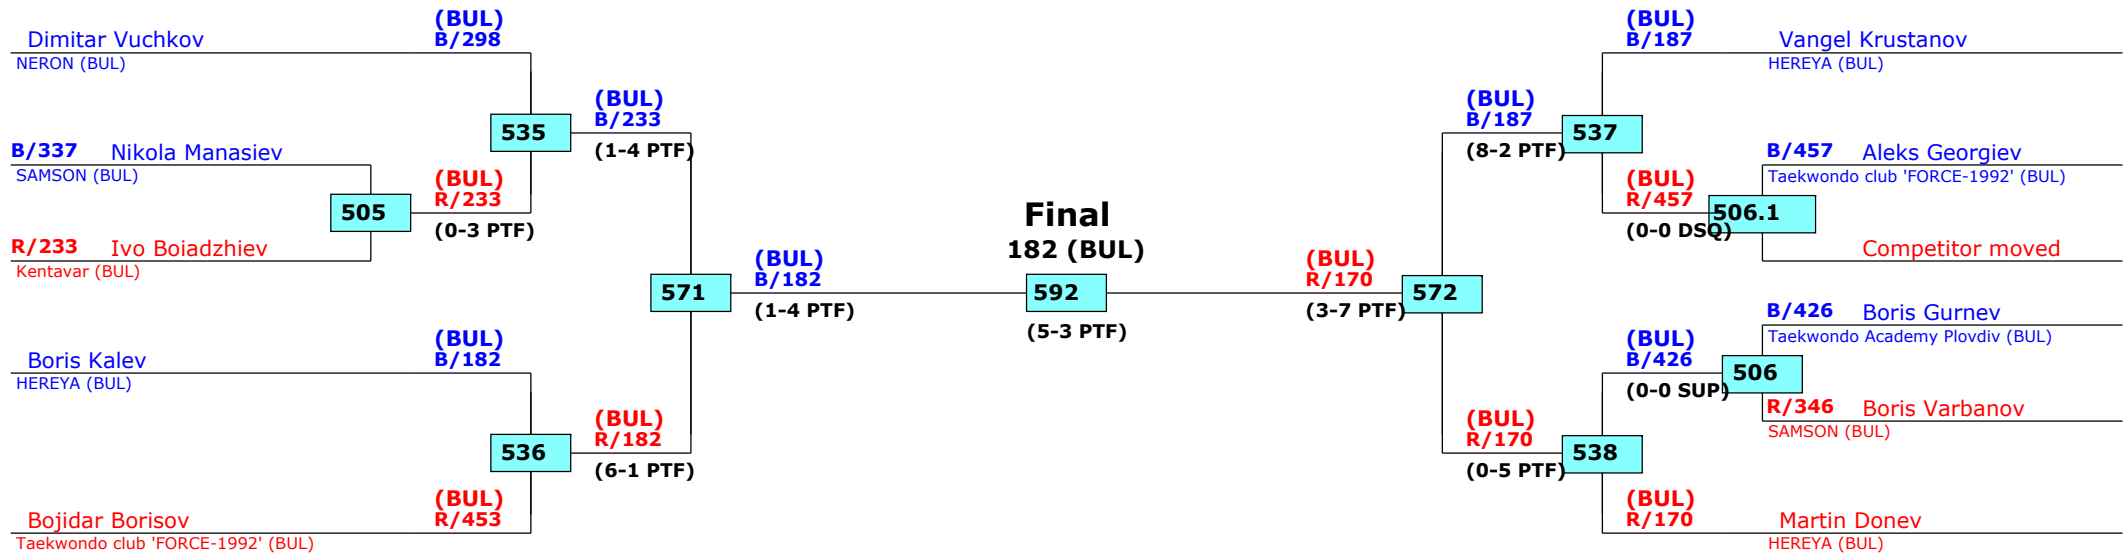 (BUL)
Dimitar Vuchkov B/298
NERON (BUL)
(BUL)
B/233
535
(1-4 PTF)
B/337 Nikola Manasiev
SAMSON (BUL)
(BUL)
R/233
505
(0-3 PTF)
R/233 Ivo Boiadzhiev
Kentavar (BUL)
(BUL)
B/182
571
(1-4 PTF)
(BUL)
Boris Kalev B/182
HEREYA (BUL)
(BUL)
R/182
536
(6-1 PTF)
(BUL)
Bojidar Borisov R/453
Taekwondo club 'FORCE-1992' (BUL)
Final
182 (BUL)
592
(5-3 PTF)
(BUL)
B/187 Vangel Krustanov
HEREYA (BUL)
(BUL)
B/187
537
(8-2 PTF)
B/457 Aleks Georgiev
Taekwondo club 'FORCE-1992' (BUL)
(BUL)
R/457
506.1
(0-0 DSQ)
Competitor moved
(BUL)
R/170
572
(3-7 PTF)
B/426 Boris Gurnev
Taekwondo Academy Plovdiv (BUL)
(BUL)
B/426
506
(0-0 SUP)
R/346 Boris Varbanov
SAMSON (BUL)
(BUL)
R/170
538
(0-5 PTF)
(BUL)
R/170 Martin Donev
HEREYA (BUL)